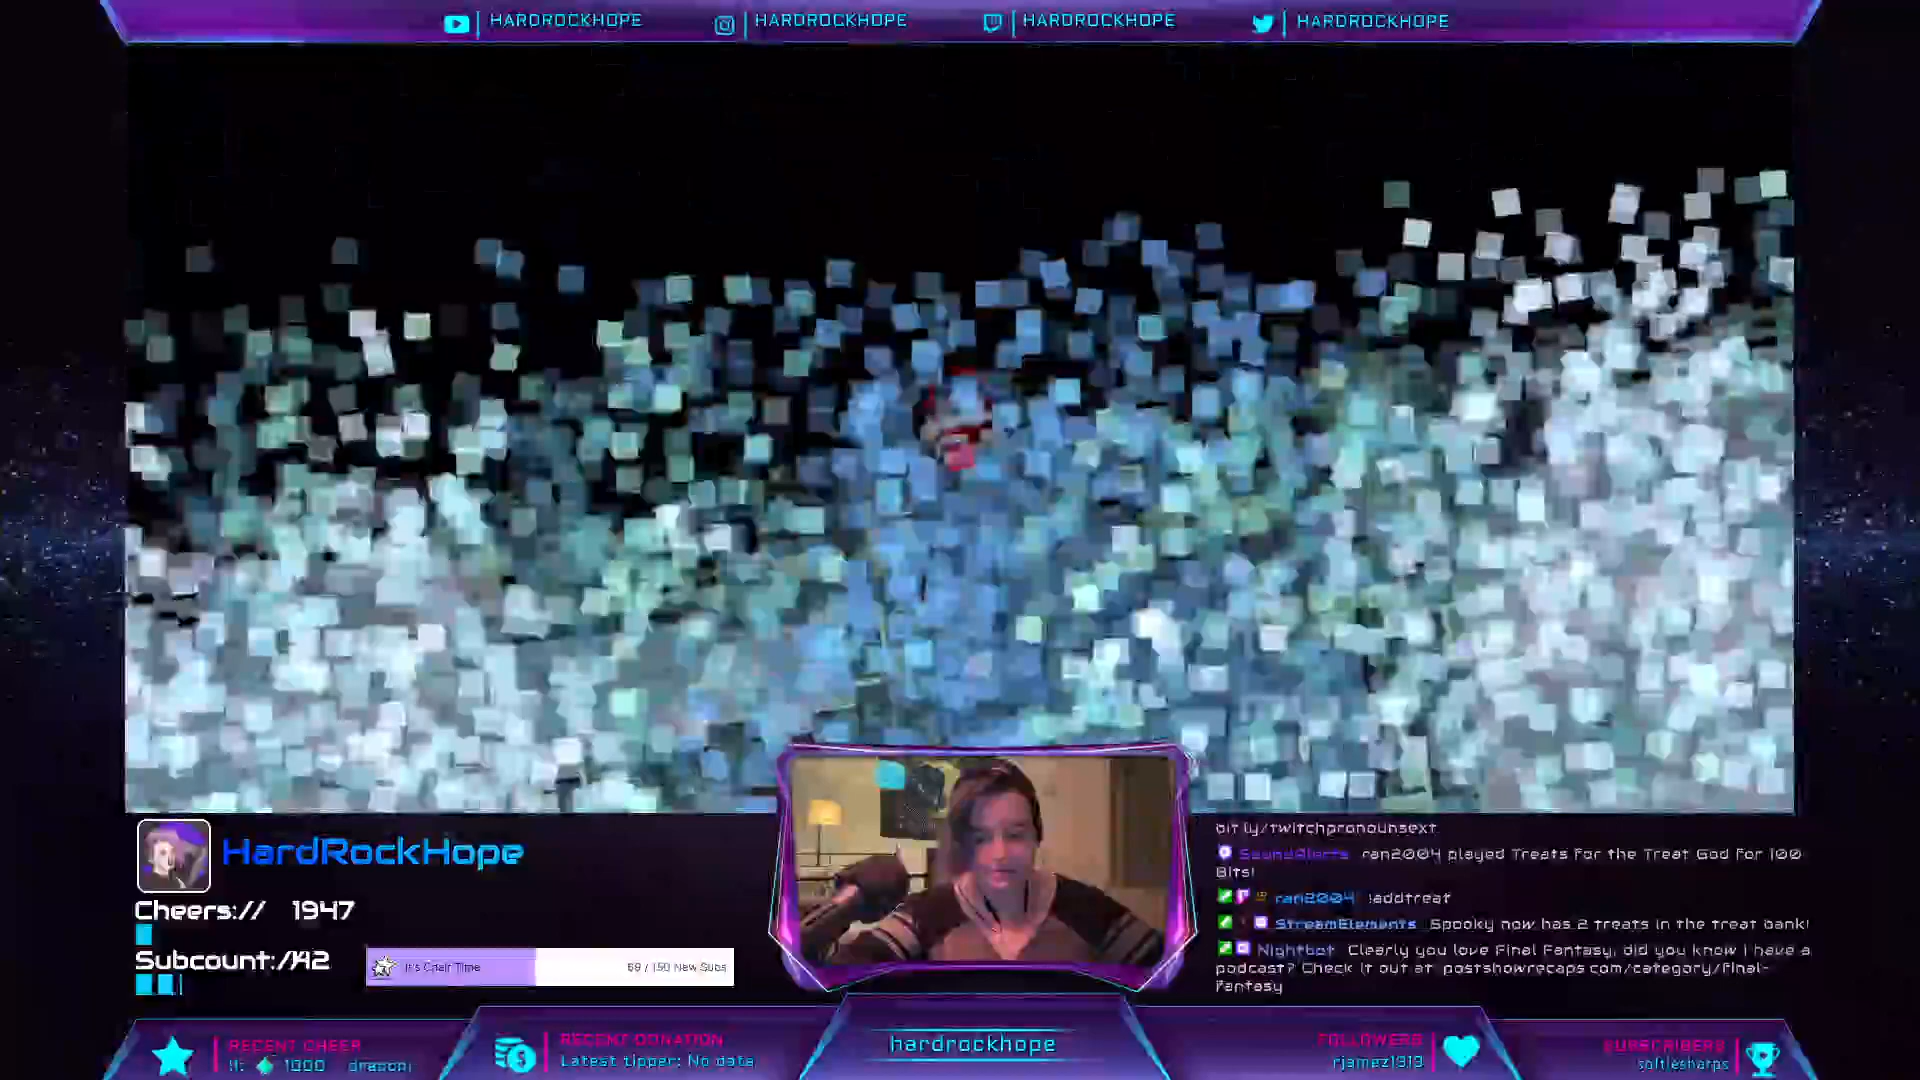 HARDROCKHOPE
HARDROCKHOPE
HARDROCKHOPE
HARDROCKHOPE
HardRockHope
Cheers:// 1947
Subcount://
It's Chair Time
69 / 150 New Subs
bit.ly/twitchpronounsext
SoundAlerts ran2004 played Treats for the Treat God for 100
Bits!
ran2004 !addtreat
StreamElements Spooky now has 2 treats in the treat bank!
Nightbot Clearly you love Final Fantasy, did you know I have a
podcast? Check it out at postshowrecaps.com/category/final-
fantasy
RECENT CHEER
1000
RECENT DONATION
Latest tipper: No data
hardrockhope
FOLLOWERS
rjamez1919
SUBSCRIBERS
softlesharps